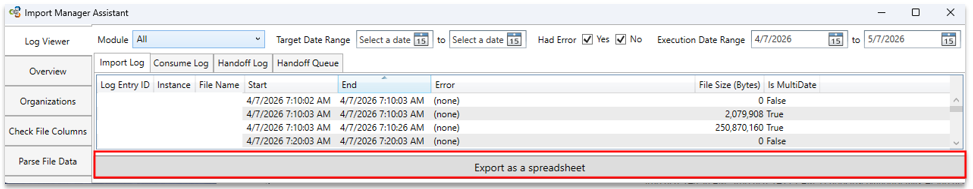 Import Manager Assistant
Log Viewer
Overview
Organizations
Check File Columns
Parse File Data
Module All Target Date Range Select a date 15 to Select a date 15 Had Error Yes No Execution Date Range 4/7/2026 15 to 5/7/2026 15
Import Log Consume Log Handoff Log Handoff Queue
Log Entry ID Instance File Name Start End Error File Size (Bytes) Is MultiDate
4/7/2026 7:10:02 AM 4/7/2026 7:10:03 AM (none) 0 False
4/7/2026 7:10:03 AM 4/7/2026 7:10:03 AM (none) 2,079,908 True
4/7/2026 7:10:03 AM 4/7/2026 7:10:26 AM (none) 250,870,160 True
4/7/2026 7:20:03 AM 4/7/2026 7:20:03 AM (none) 0 False
Export as a spreadsheet